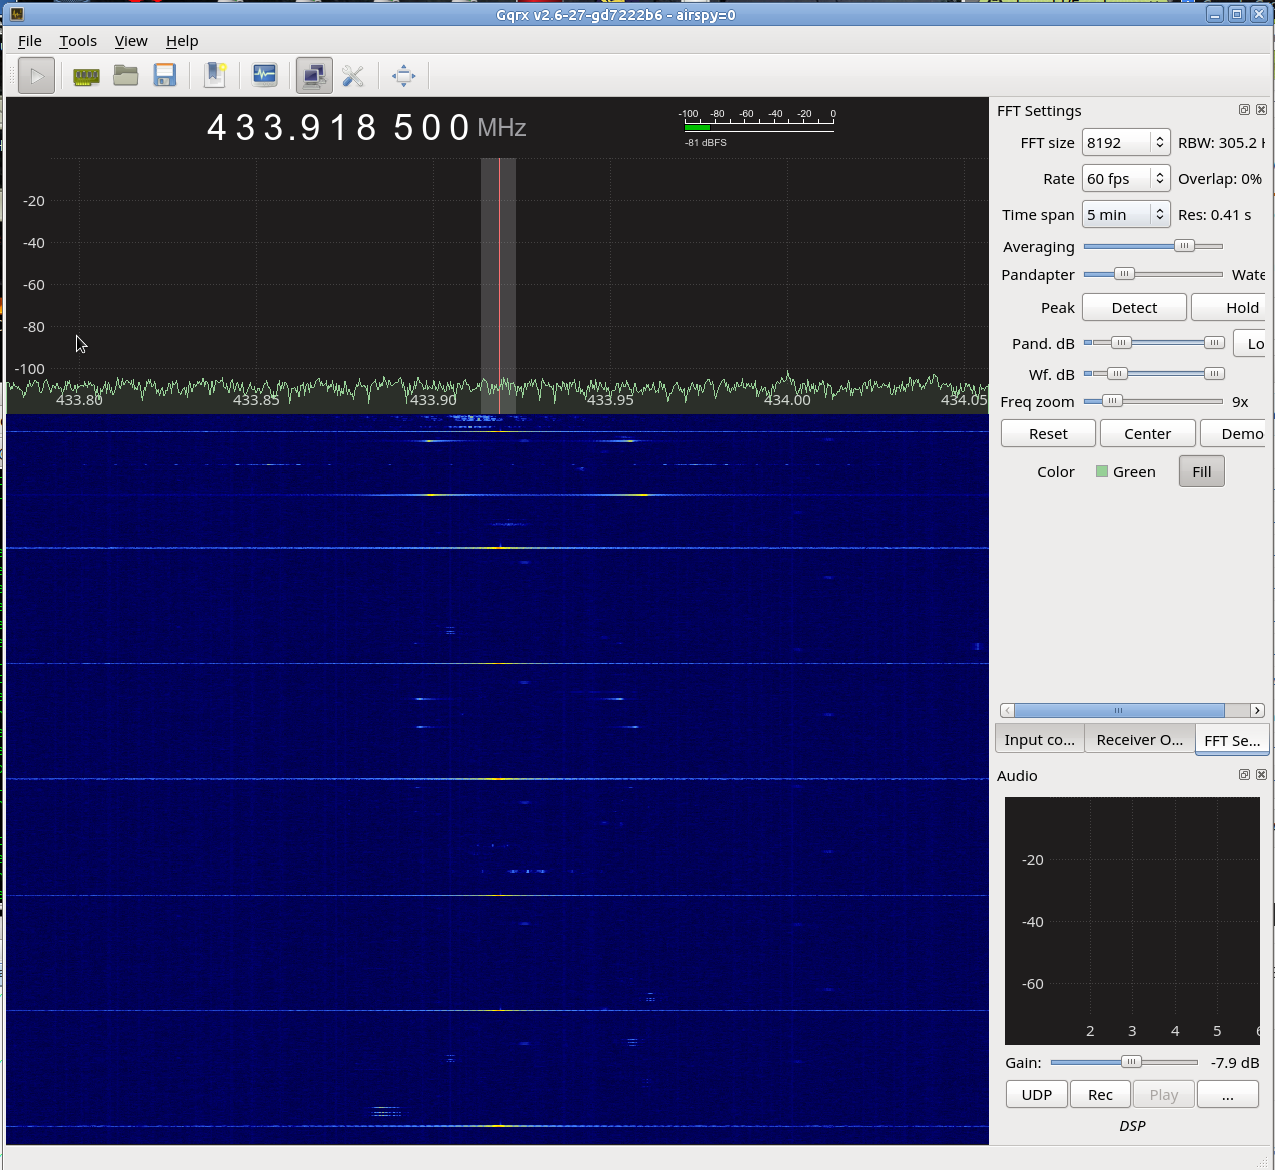 Gqrx v2.6-27-gd7222b6 - airspy=0
File Tools View Help
433.918 500 MHz
-100 -80 -60 -40 -20 0
-81 dBFS
-20
-40
-60
-80
-100
433.80 433.85 433.90 433.95 434.00 434.05
FFT Settings
FFT size 8192 RBW: 305.2 H
Rate 60 fps Overlap: 0%
Time span 5 min Res: 0.41 s
Averaging
Pandapter Wate
Peak Detect Hold
Pand. dB Lo
Wf. dB
Freq zoom 9x
Reset Center Demo
Color Green Fill
Input co... Receiver O... FFT Se...
Audio
-20
-40
-60
2 3 4 5 6
Gain: -7.9 dB
UDP Rec Play ...
DSP